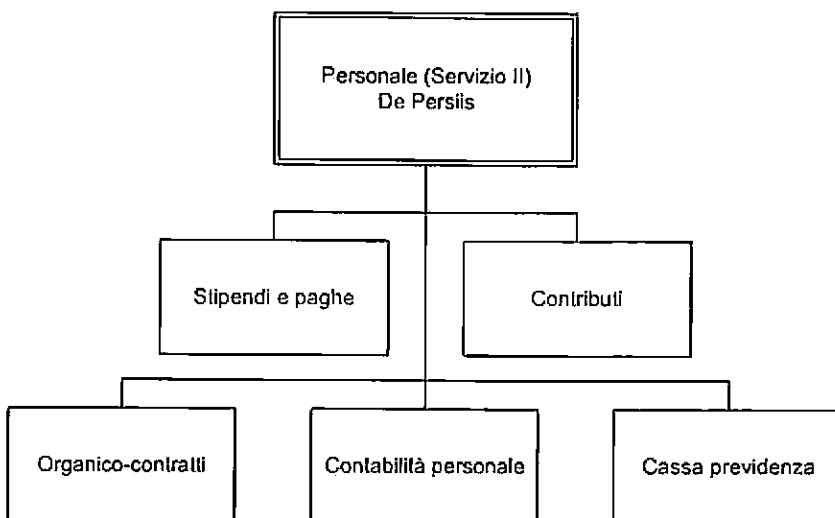 Personale (Servizio II)
De Persiis
Stipendi e paghe
Contributi
Organico-contratti
Contabilità personale
Cassa previdenza